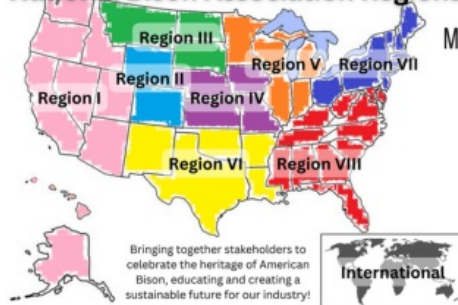 Region III
Region V
M
Region II
Region VII
Region I
Region IV
Region VI
Region VIII
Bringing together stakeholders to
celebrate the heritage of American
Bison, educating and creating a
sustainable future for our industry!
International